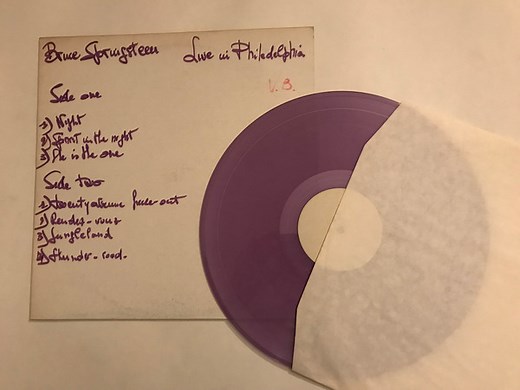 Bruce Springsteen Live in Philadelphia
V.B.
Side one
1) Night
2) Spirit in the night
3) She is the one
Side two
1) twenty avenue freeze-out
2) Rendez-vous
3) Jungleland
4) Thunder-road-